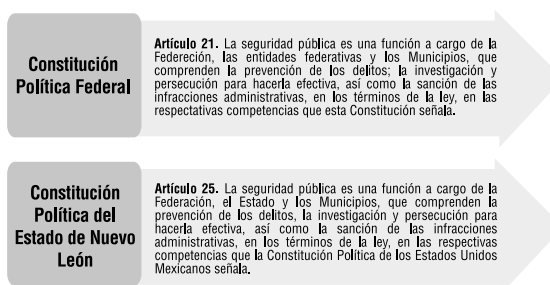 Constitución
Política Federal
Artículo 21. La seguridad pública es una función a cargo de la
Federeción, las entidades federativas y los Municipios, que
comprenden la prevención de los delitos; la investigación y
persecución para hacerla efectiva, así como la sanción de las
infracciones administrativas, en los términos de la ley, en las
respectativas competencias que esta Constitución señala.
Constitución
Política del
Estado de Nuevo
León
Artículo 25. La seguridad pública es una función a cargo de la
Federación, el Estado y los Municipios, que comprenden la
prevención de los delitos, la investigación y persecución para
hacerla efectiva, así como la sanción de las infracciones
administrativas, en los términos de la ley, en las respectivas
competencias que la Constitución Política de los Estados Unidos
Mexicanos señala.